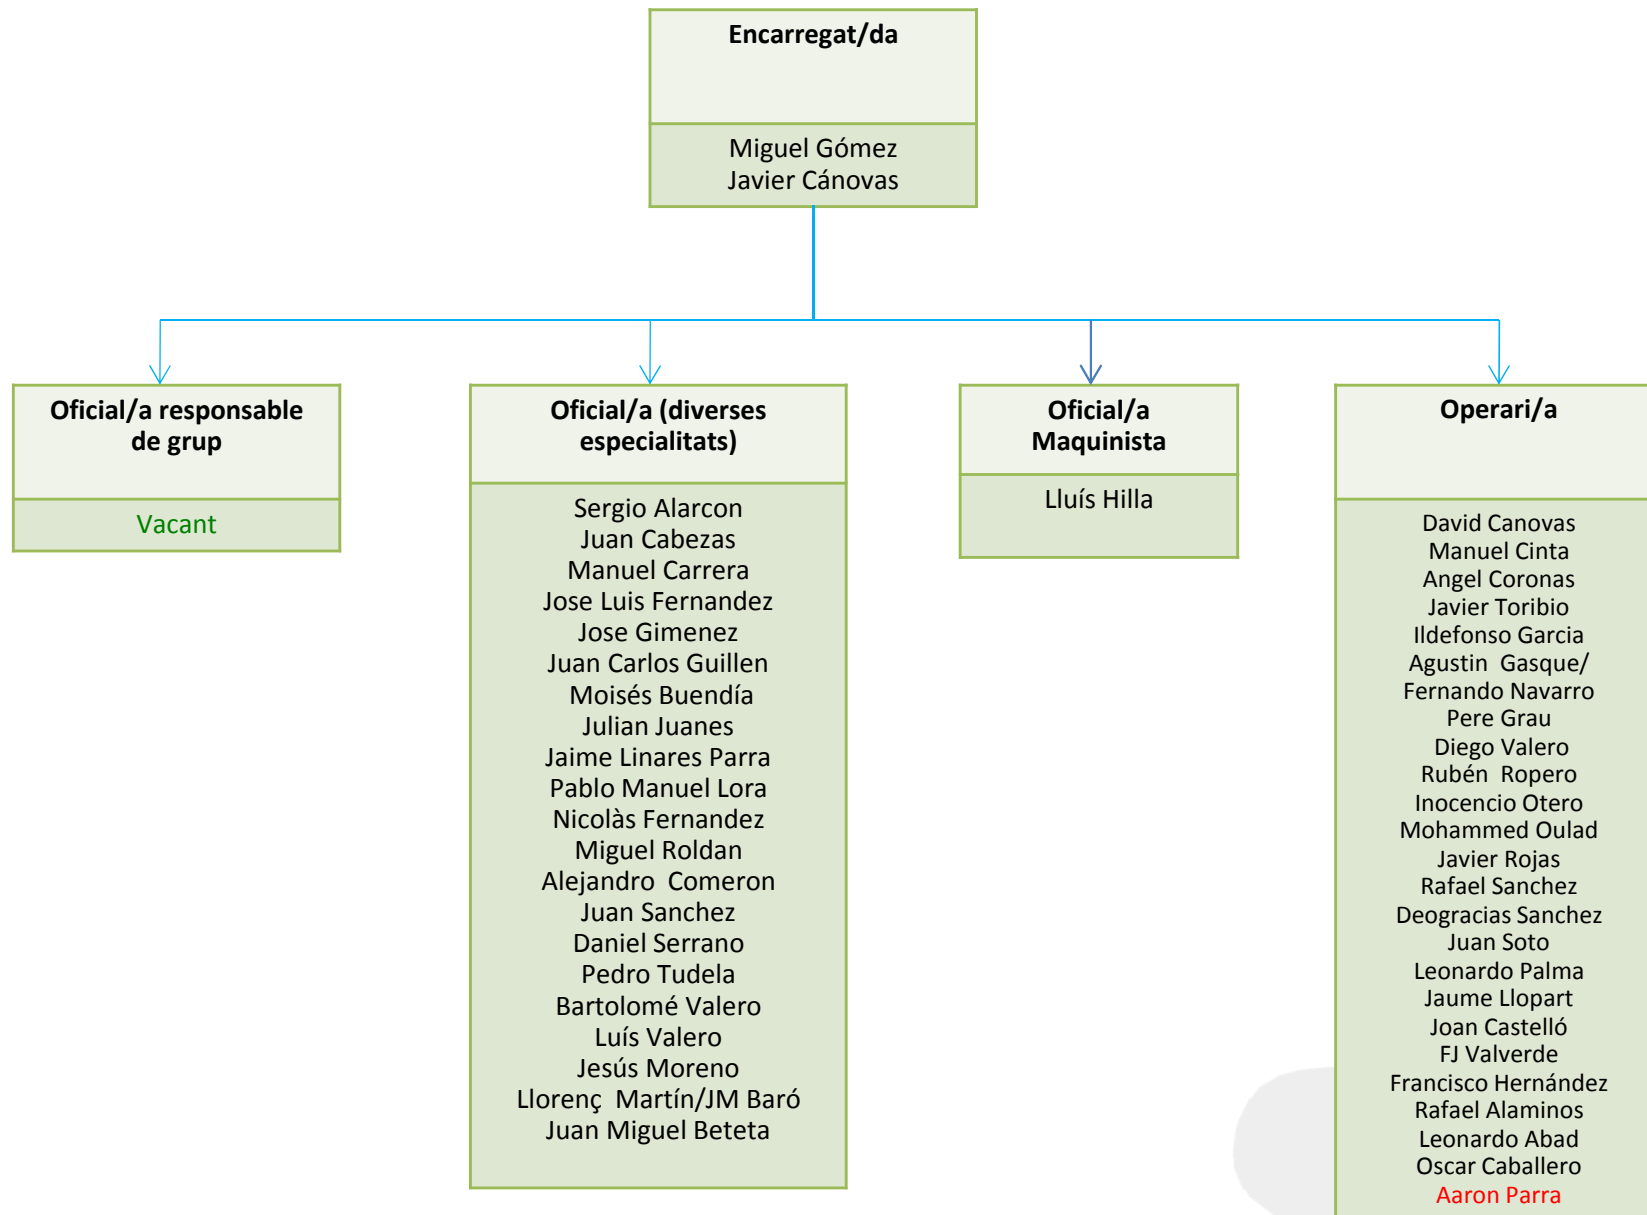 Encarregat/da
Miguel Gómez
Javier Cánovas
Oficial/a responsable
de grup
Vacant
Oficial/a (diverses
especialitats)
Sergio Alarcon
Juan Cabezas
Manuel Carrera
Jose Luis Fernandez
Jose Gimenez
Juan Carlos Guillen
Moisés Buendía
Julian Juanes
Jaime Linares Parra
Pablo Manuel Lora
Nicolàs Fernandez
Miguel Roldan
Alejandro  Comeron
Juan Sanchez
Daniel Serrano
Pedro Tudela
Bartolomé Valero
Luís Valero
Jesús Moreno
Llorenç  Martín/JM Baró
Juan Miguel Beteta
Oficial/a
Maquinista
Lluís Hilla
Operari/a
David Canovas
Manuel Cinta
Angel Coronas
Javier Toribio
Ildefonso Garcia
Agustin  Gasque/
Fernando Navarro
Pere Grau
Diego Valero
Rubén  Ropero
Inocencio Otero
Mohammed Oulad
Javier Rojas
Rafael Sanchez
Deogracias Sanchez
Juan Soto
Leonardo Palma
Jaume Llopart
Joan Castelló
FJ Valverde
Francisco Hernández
Rafael Alaminos
Leonardo Abad
Oscar Caballero
Aaron Parra